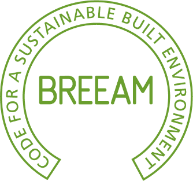 CODE FOR A SUSTAINABLE BUILT ENVIRONMENT
BREEAM